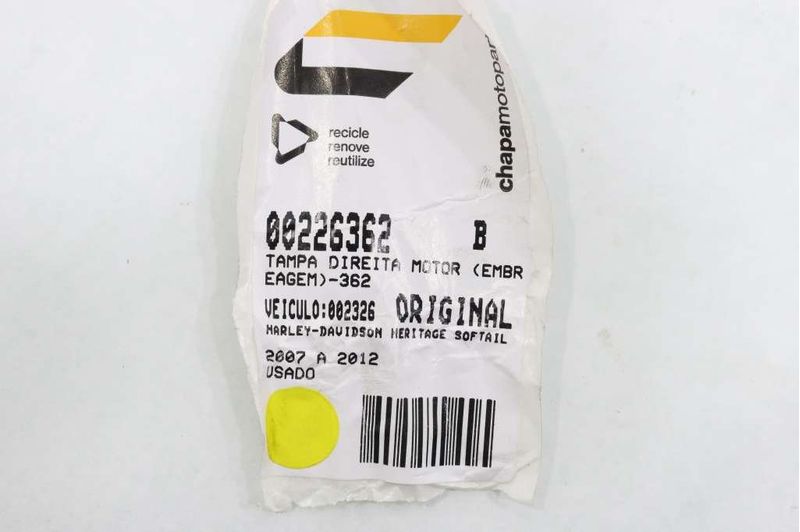 recicle
renove
reutilize
chapamotopar
00226362 B
TAMPA DIREITA MOTOR (EMBR
EAGEM)-362
VEICULO:002326 ORIGINAL
HARLEY-DAVIDSON HERITAGE SOFTAIL
2007 A 2012
USADO